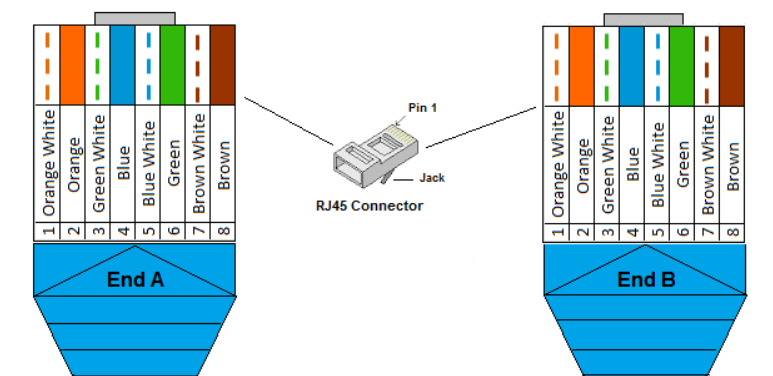 Orange White
Orange
Green White
Blue
Blue White
Green
Brown White
Brown
1
2
3
4
5
6
7
8
End A
Pin 1
Jack
RJ45 Connector
Orange White
Orange
Green White
Blue
Blue White
Green
Brown White
Brown
1
2
3
4
5
6
7
8
End B